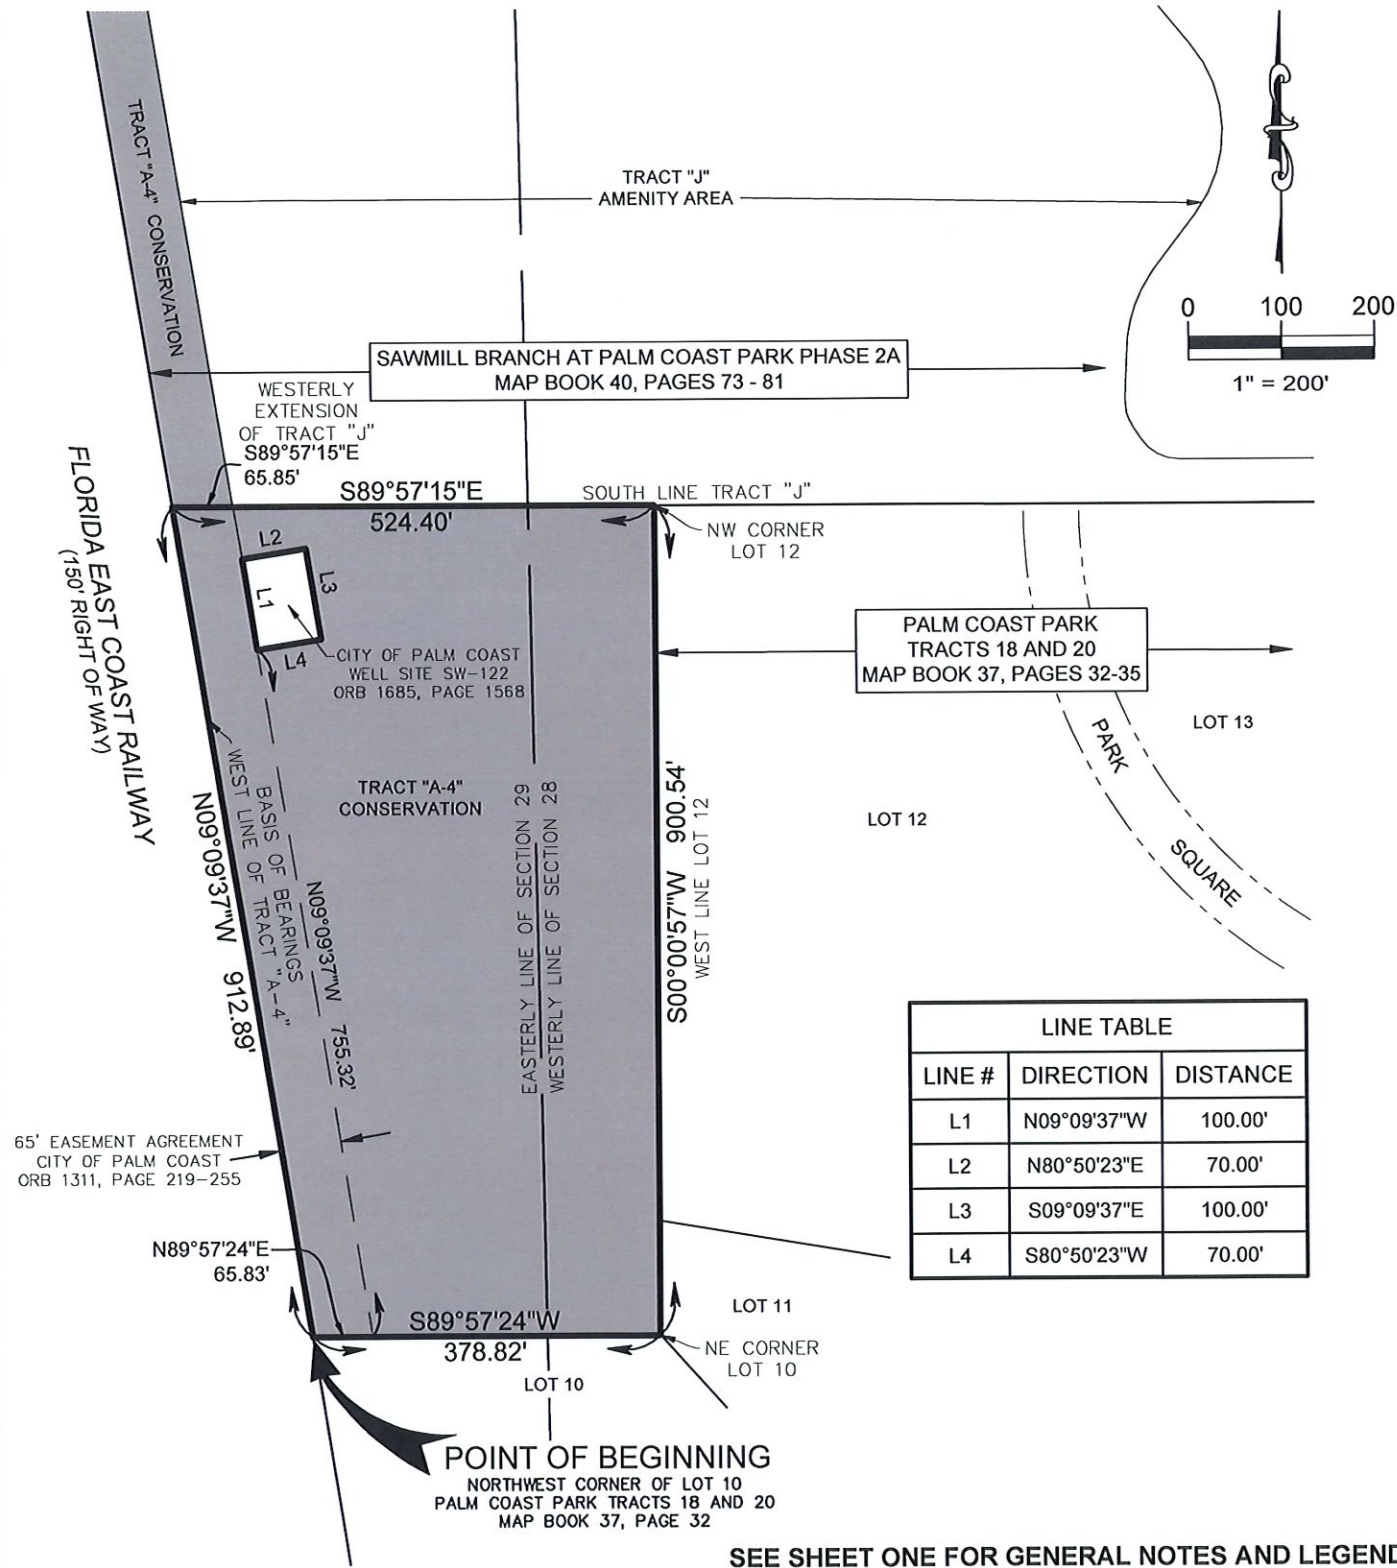 TRACT "A-4" CONSERVATION
TRACT "J"
AMENITY AREA
0 100 200
1" = 200'
SAWMILL BRANCH AT PALM COAST PARK PHASE 2A
MAP BOOK 40, PAGES 73 - 81
WESTERLY
EXTENSION
OF TRACT "J"
S89°57'15"E
65.85'
S89°57'15"E
524.40'
SOUTH LINE TRACT "J"
NW CORNER
LOT 12
FLORIDA EAST COAST RAILWAY
(150' RIGHT OF WAY)
L2
L1
L3
L4
CITY OF PALM COAST
WELL SITE SW-122
ORB 1685, PAGE 1568
PALM COAST PARK
TRACTS 18 AND 20
MAP BOOK 37, PAGES 32-35
LOT 13
PARK
SQUARE
LOT 12
TRACT "A-4"
CONSERVATION
N09°09'37"W 912.89'
WEST LINE OF TRACT "A-4"
BASIS OF BEARINGS
N09°09'37"W 755.32'
EASTERLY LINE OF SECTION 29
WESTERLY LINE OF SECTION 28
S00°00'57"W 900.54'
WEST LINE LOT 12
LINE TABLE
LINE # DIRECTION DISTANCE
L1 N09°09'37"W 100.00'
L2 N80°50'23"E 70.00'
L3 S09°09'37"E 100.00'
L4 S80°50'23"W 70.00'
65' EASEMENT AGREEMENT
CITY OF PALM COAST
ORB 1311, PAGE 219-255
N89°57'24"E
65.83'
S89°57'24"W
378.82'
LOT 11
NE CORNER
LOT 10
LOT 10
POINT OF BEGINNING
NORTHWEST CORNER OF LOT 10
PALM COAST PARK TRACTS 18 AND 20
MAP BOOK 37, PAGE 32
SEE SHEET ONE FOR GENERAL NOTES AND LEGEND